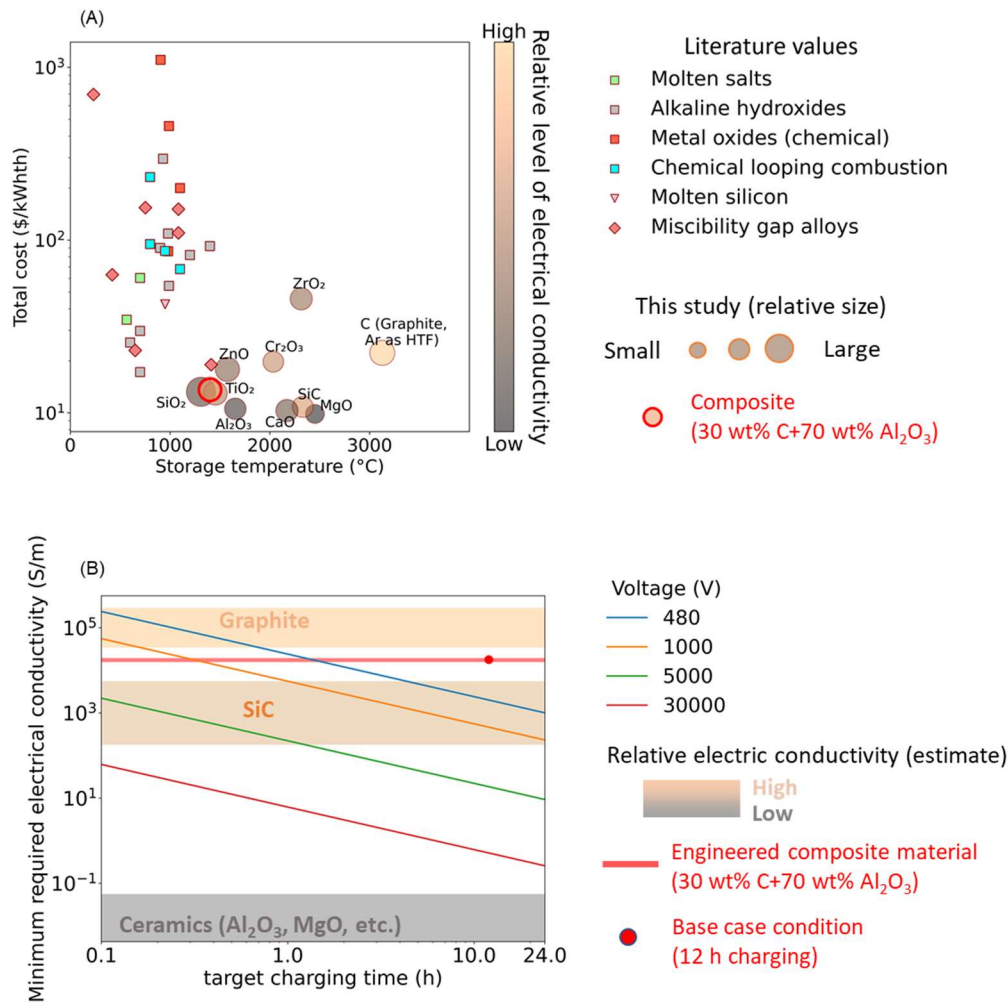 (A)
Total cost ($/kWhth)
10³
10²
10¹
0
1000
2000
3000
Storage temperature (°C)
ZrO₂
C (Graphite,
Ar as HTF)
Cr₂O₃
ZnO
TiO₂
SiO₂
Al₂O₃
CaO
SiC
MgO
High
Low
Relative level of electrical conductivity
Literature values
Molten salts
Alkaline hydroxides
Metal oxides (chemical)
Chemical looping combustion
Molten silicon
Miscibility gap alloys
This study (relative size)
Small
Large
Composite
(30 wt% C+70 wt% Al₂O₃)
(B)
Minimum required electrical conductivity (S/m)
10⁵
10³
10¹
10⁻¹
Graphite
SiC
Ceramics (Al₂O₃, MgO, etc.)
0.1
1.0
10.0
24.0
target charging time (h)
Voltage (V)
480
1000
5000
30000
Relative electric conductivity (estimate)
High
Low
Engineered composite material
(30 wt% C+70 wt% Al₂O₃)
Base case condition
(12 h charging)